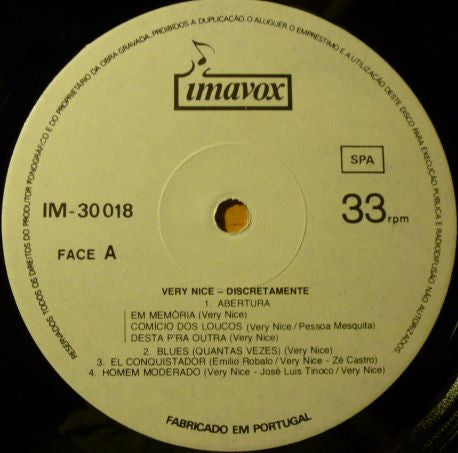 RESERVADOS TODOS OS DIREITOS DO PRODUTOR FONOGRÁFICO E DO PROPRIETÁRIO DA OBRA GRAVADA. PROIBIDOS A DUPLICAÇÃO, O ALUGUER, O EMPRÉSTIMO E A UTILIZAÇÃO DESTE DISCO PARA EXECUÇÃO PÚBLICA E RADIODIFUSÃO NÃO AUTORIZADOS
imavox
SPA
IM-30018
33 rpm
FACE A
VERY NICE – DISCRETAMENTE
1. ABERTURA
EM MEMÓRIA (Very Nice)
COMÍCIO DOS LOUCOS (Very Nice / Pessoa Mesquita)
DESTA P'RA OUTRA (Very Nice)
2. BLUES (QUANTAS VEZES) (Very Nice)
3. EL CONQUISTADOR (Emilio Robalo / Very Nice - Zé Castro)
4. HOMEM MODERADO (Very Nice - José Luis Tinoco / Very Nice)
FABRICADO EM PORTUGAL